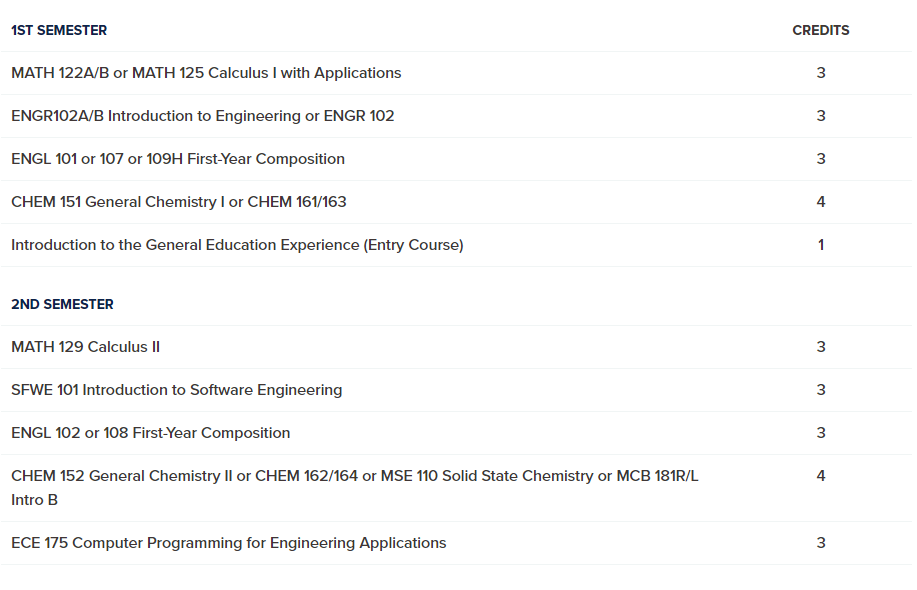 1ST SEMESTER CREDITS
MATH 122A/B or MATH 125 Calculus I with Applications 3
ENGR102A/B Introduction to Engineering or ENGR 102 3
ENGL 101 or 107 or 109H First-Year Composition 3
CHEM 151 General Chemistry I or CHEM 161/163 4
Introduction to the General Education Experience (Entry Course) 1
2ND SEMESTER
MATH 129 Calculus II 3
SFWE 101 Introduction to Software Engineering 3
ENGL 102 or 108 First-Year Composition 3
CHEM 152 General Chemistry II or CHEM 162/164 or MSE 110 Solid State Chemistry or MCB 181R/L 4
Intro B
ECE 175 Computer Programming for Engineering Applications 3